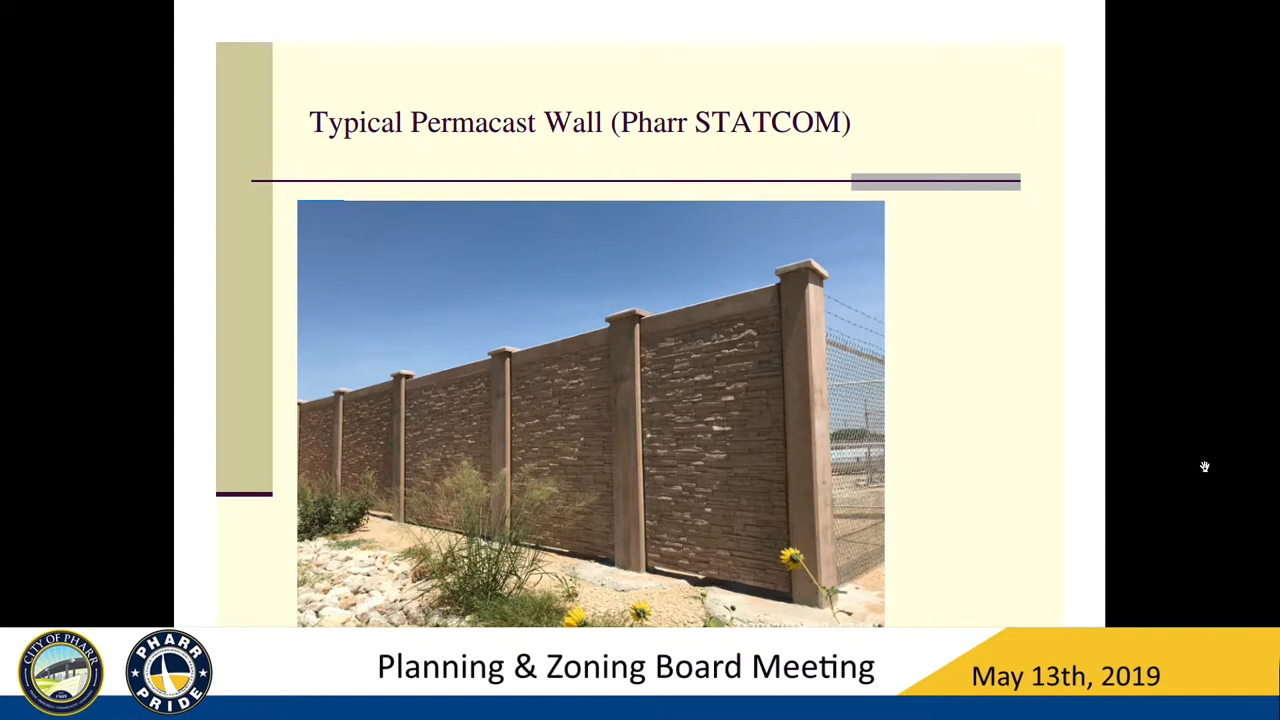 Typical Permacast Wall (Pharr STATCOM)
CITY OF PHARR
PHARR
PRIDE
Planning & Zoning Board Meeting
May 13th, 2019